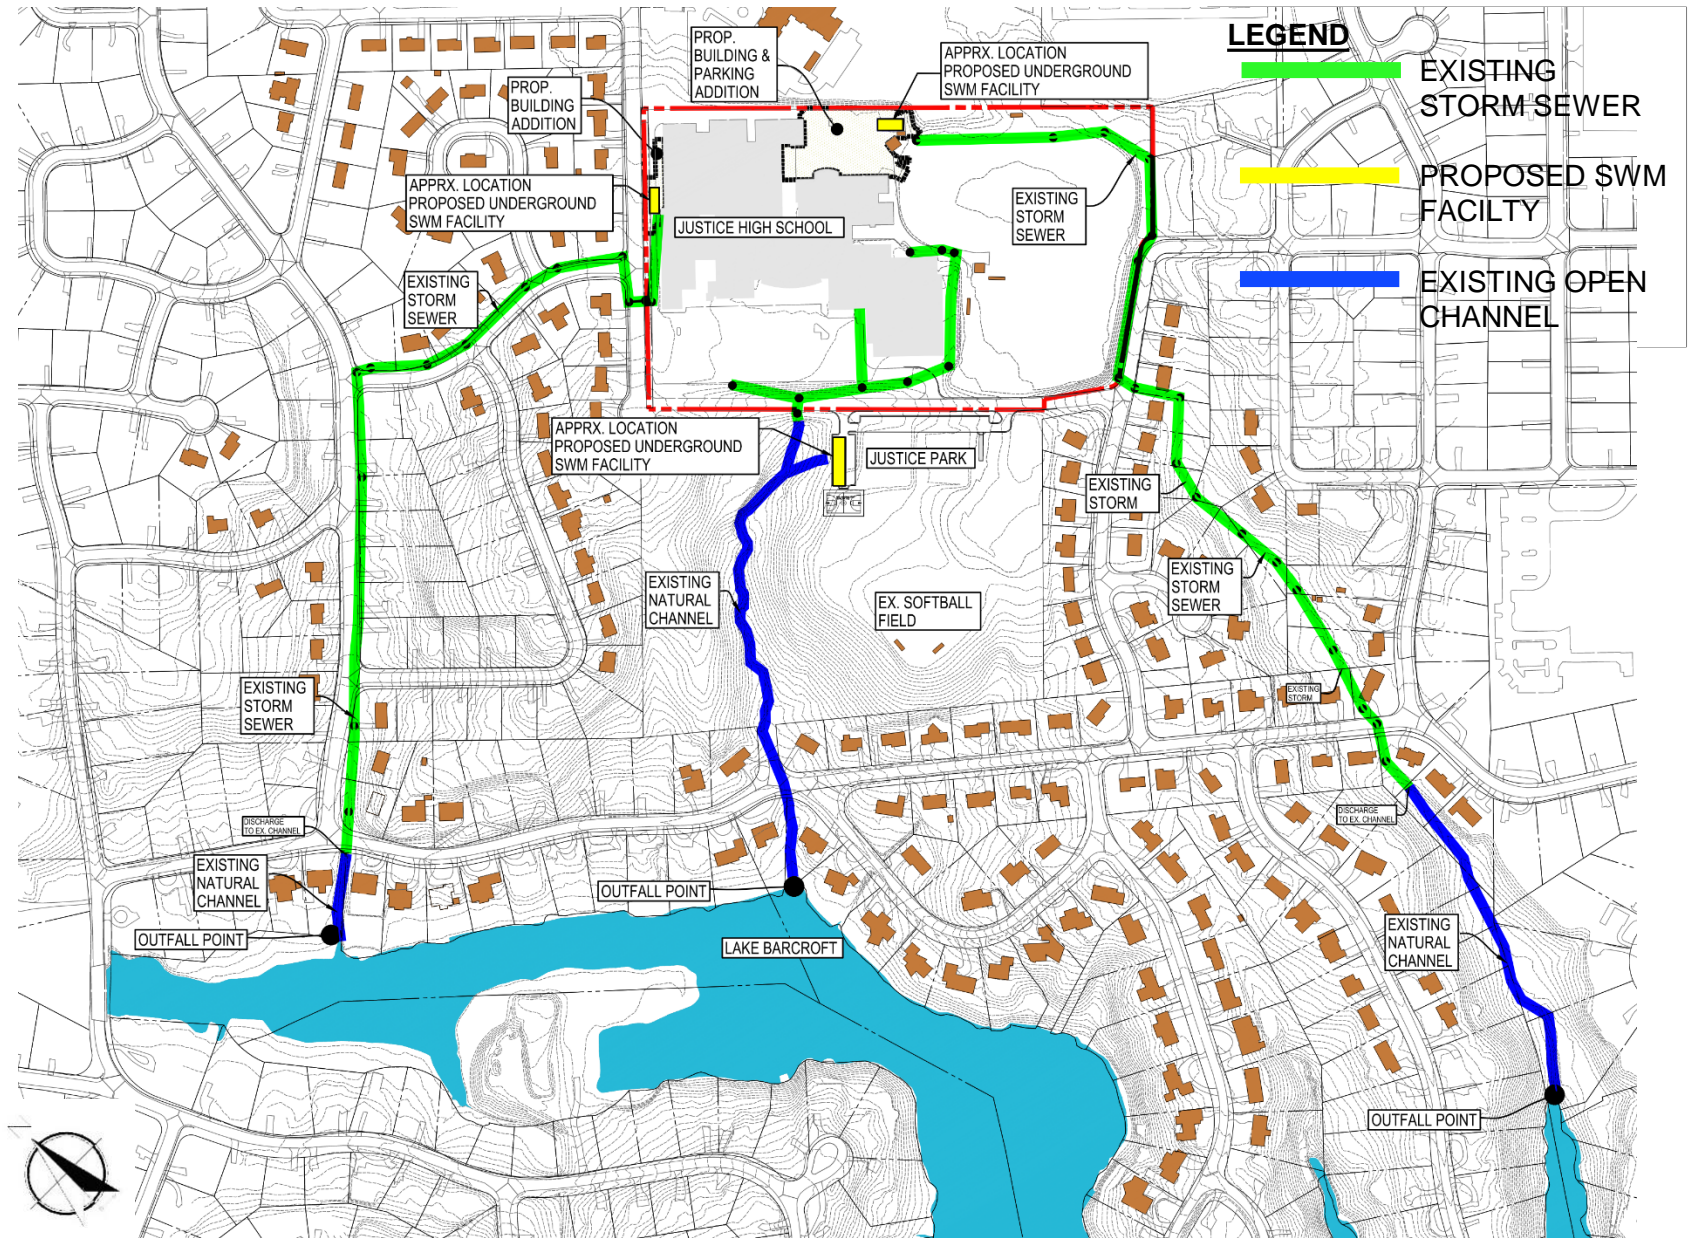 LEGEND
EXISTING
STORM SEWER
PROPOSED SWM
FACILTY
EXISTING OPEN
CHANNEL
PROP.
BUILDING &
PARKING
ADDITION
APPRX. LOCATION
PROPOSED UNDERGROUND
SWM FACILITY
PROP.
BUILDING
ADDITION
APPRX. LOCATION
PROPOSED UNDERGROUND
SWM FACILITY
JUSTICE HIGH SCHOOL
EXISTING
STORM
SEWER
EXISTING
STORM
SEWER
APPRX. LOCATION
PROPOSED UNDERGROUND
SWM FACILITY
JUSTICE PARK
EXISTING
STORM
EXISTING
STORM
SEWER
EXISTING
NATURAL
CHANNEL
EX. SOFTBALL
FIELD
EXISTING
STORM
SEWER
EXISTING
STORM
DISCHARGE
TO EX. CHANNEL
DISCHARGE
TO EX. CHANNEL
EXISTING
NATURAL
CHANNEL
OUTFALL POINT
OUTFALL POINT
LAKE BARCROFT
EXISTING
NATURAL
CHANNEL
OUTFALL POINT